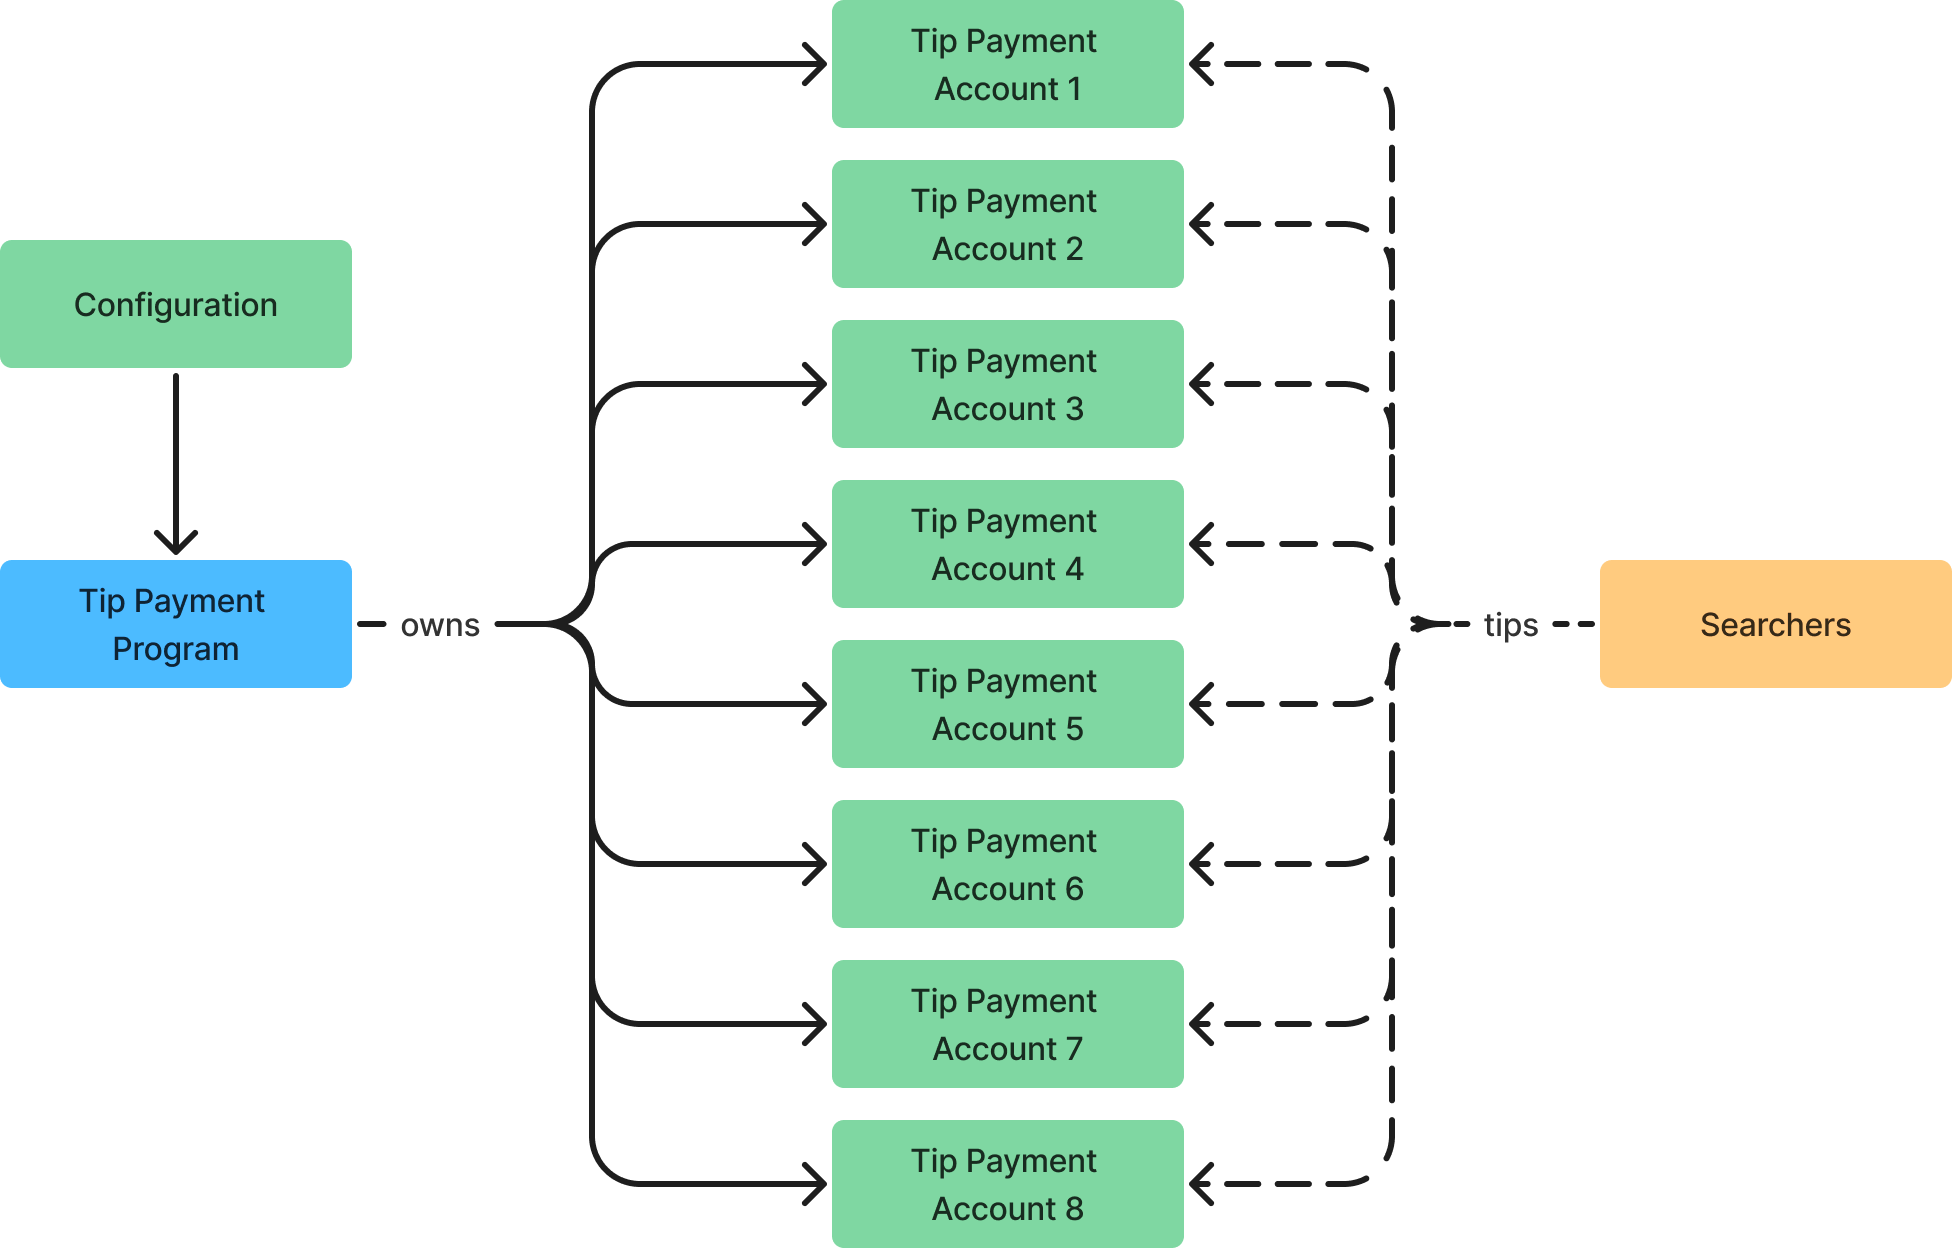 Tip Payment
Account 1
Tip Payment
Account 2
Configuration
Tip Payment
Account 3
Tip Payment
Account 4
Tip Payment
Program
owns
tips
Searchers
Tip Payment
Account 5
Tip Payment
Account 6
Tip Payment
Account 7
Tip Payment
Account 8